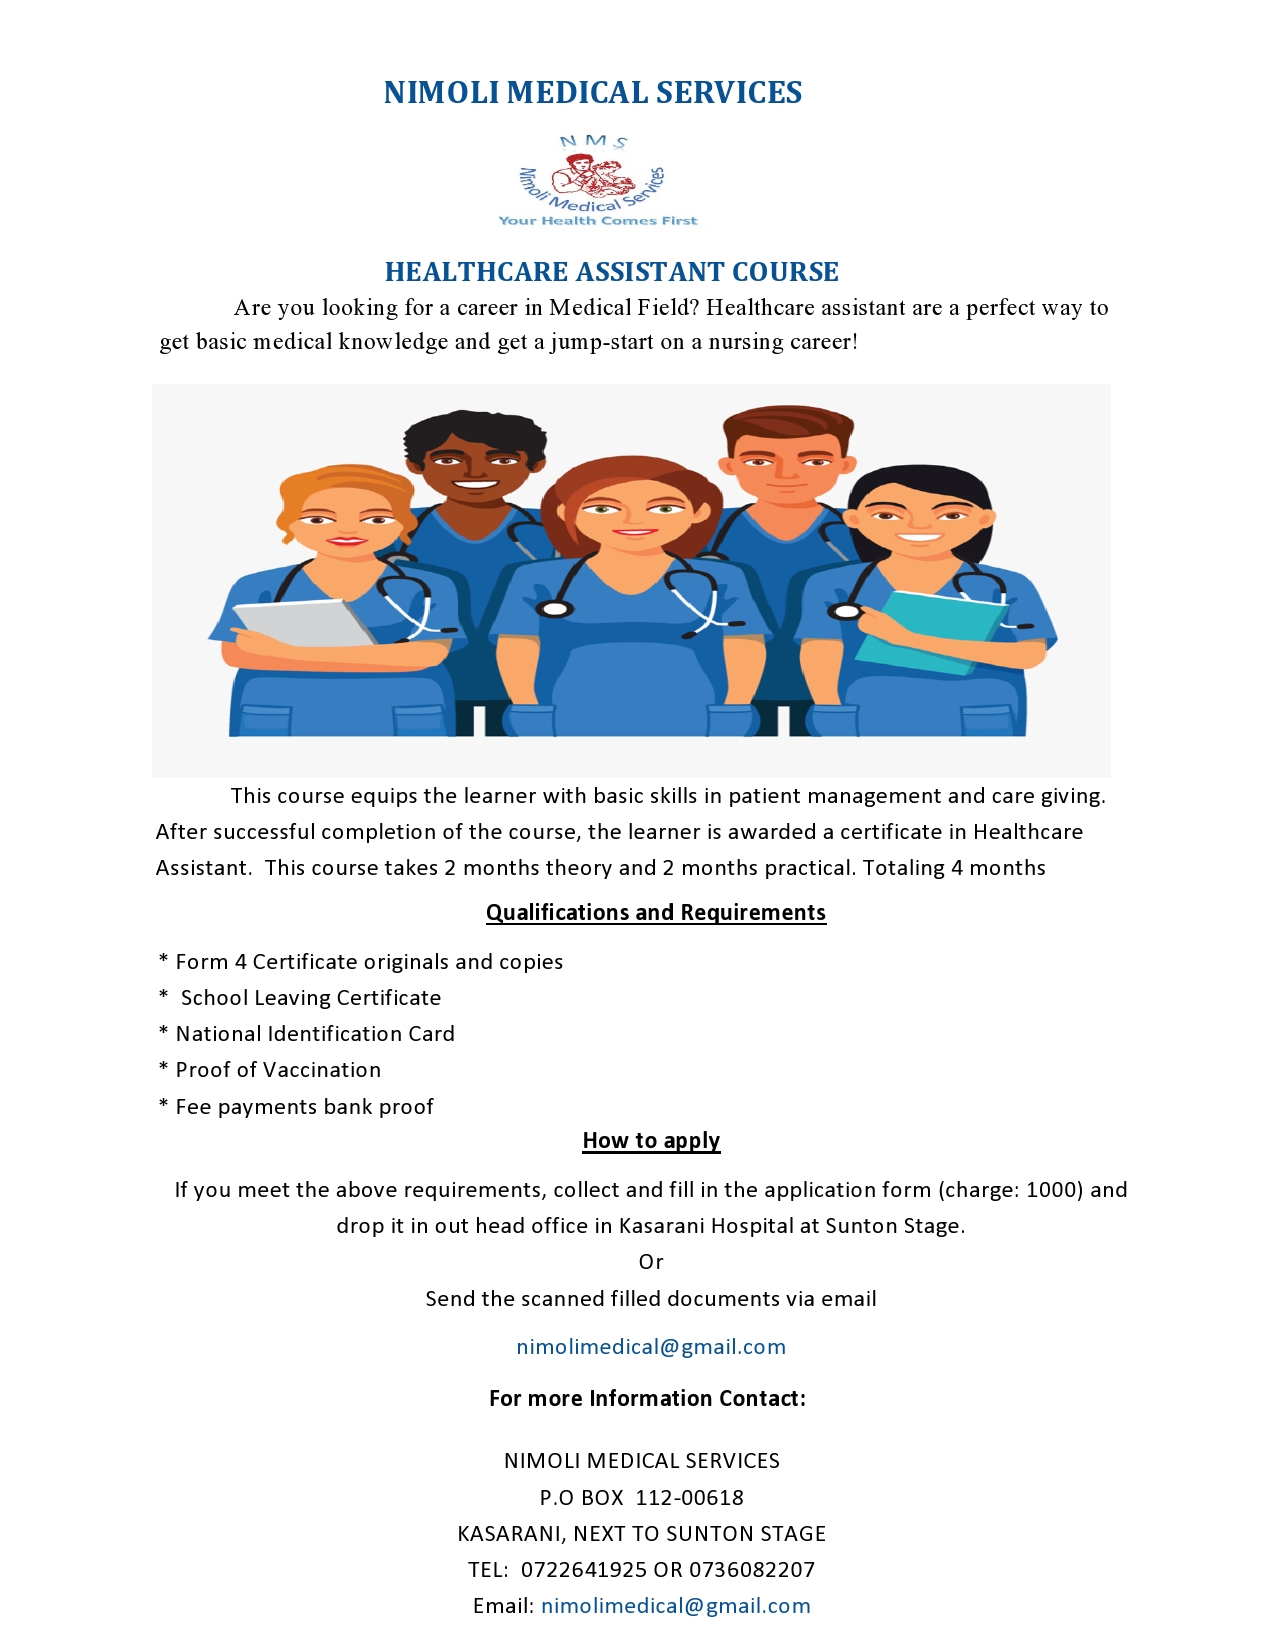 NIMOLI MEDICAL SERVICES
N M S
Nimoli Medical Services
Your Health Comes First
HEALTHCARE ASSISTANT COURSE
Are you looking for a career in Medical Field? Healthcare assistant are a perfect way to
get basic medical knowledge and get a jump-start on a nursing career!
This course equips the learner with basic skills in patient management and care giving.
After successful completion of the course, the learner is awarded a certificate in Healthcare
Assistant.  This course takes 2 months theory and 2 months practical. Totaling 4 months
Qualifications and Requirements
* Form 4 Certificate originals and copies
*  School Leaving Certificate
* National Identification Card
* Proof of Vaccination
* Fee payments bank proof
How to apply
If you meet the above requirements, collect and fill in the application form (charge: 1000) and
drop it in out head office in Kasarani Hospital at Sunton Stage.
Or
Send the scanned filled documents via email
nimolimedical@gmail.com
For more Information Contact:
NIMOLI MEDICAL SERVICES
P.O BOX  112-00618
KASARANI, NEXT TO SUNTON STAGE
TEL:  0722641925 OR 0736082207
Email: nimolimedical@gmail.com